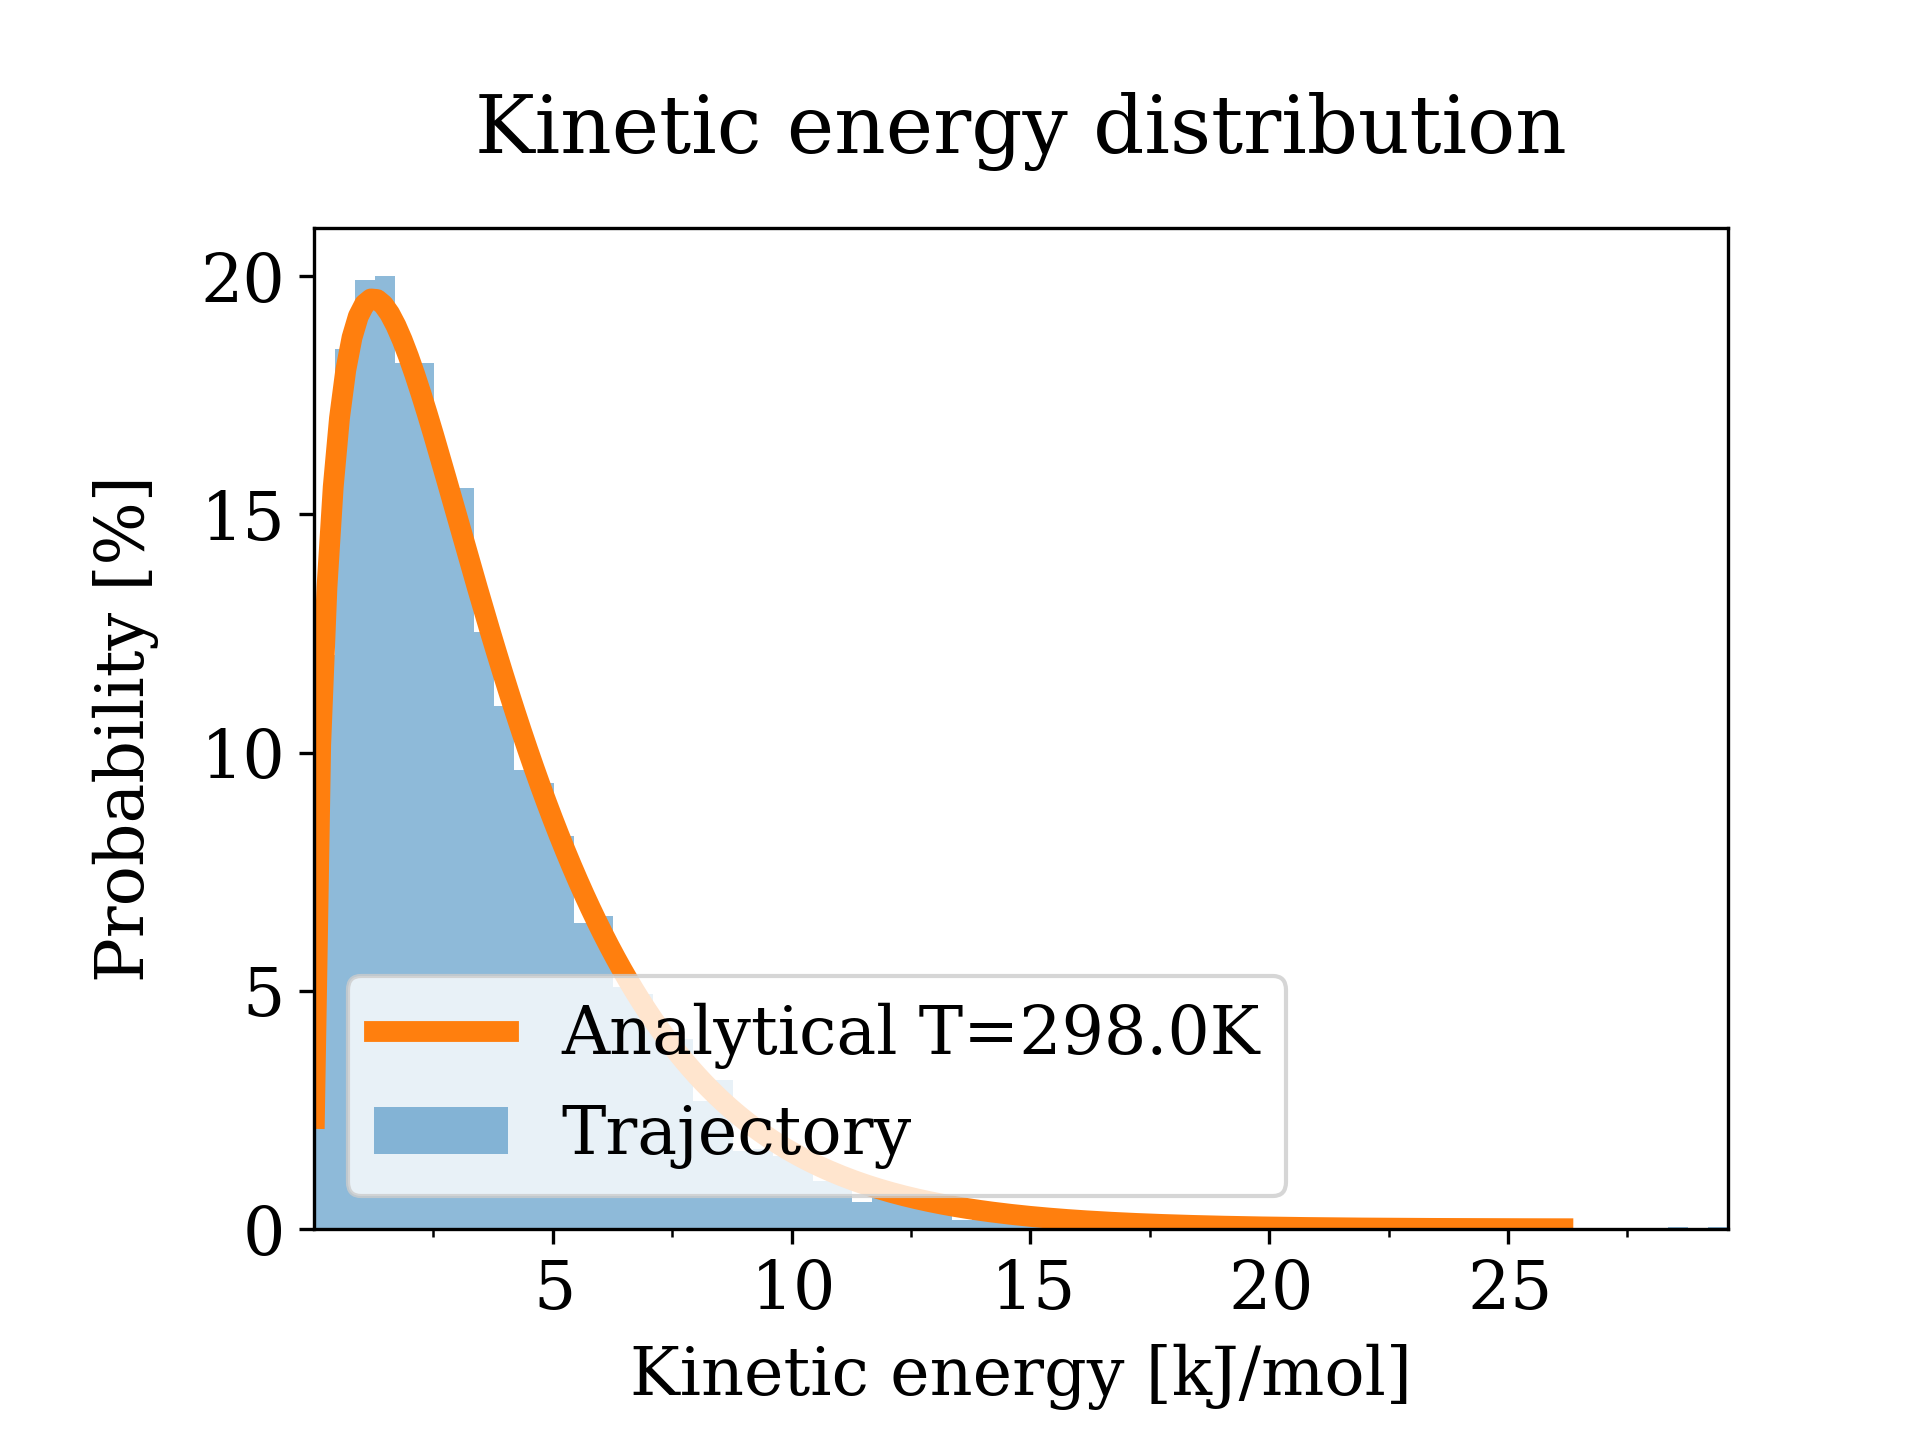 Kinetic energy distribution
20
15
10
5
0
Probability [%]
Analytical T=298.0K
Trajectory
5 10 15 20 25
Kinetic energy [kJ/mol]